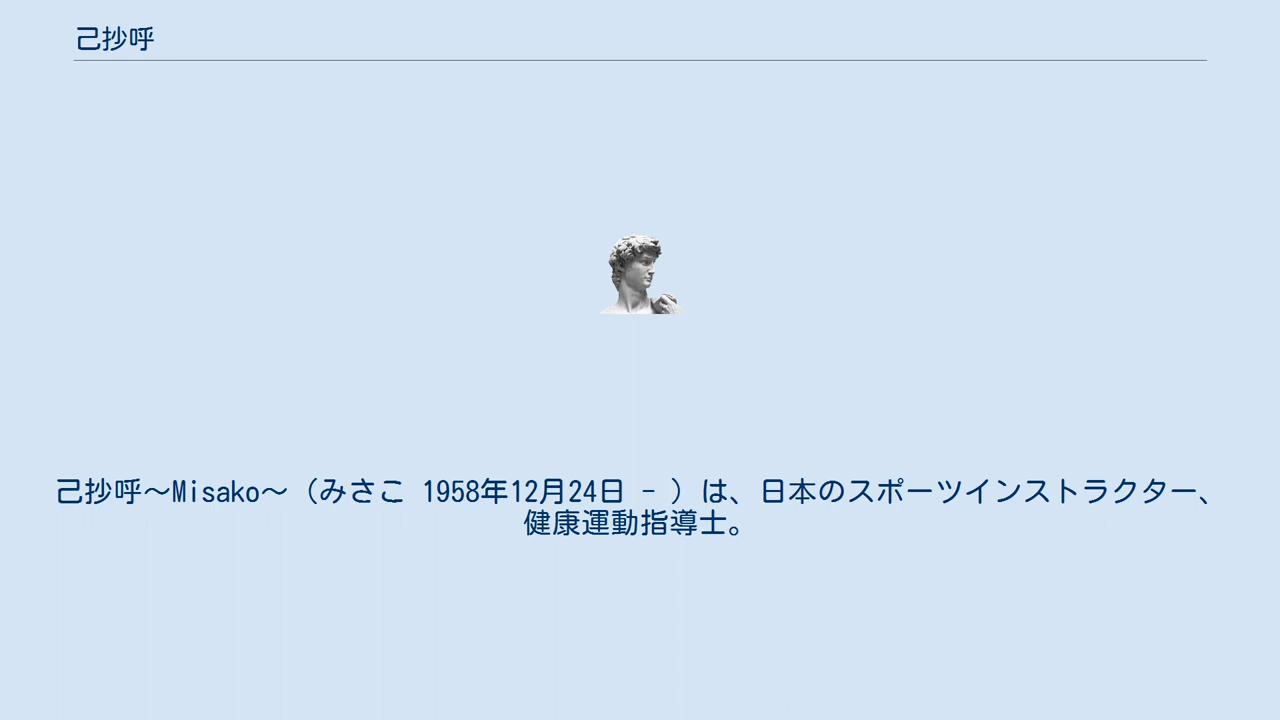 己抄呼
己抄呼〜Misako〜（みさこ 1958年12月24日 - ）は、日本のスポーツインストラクター、
健康運動指導士。